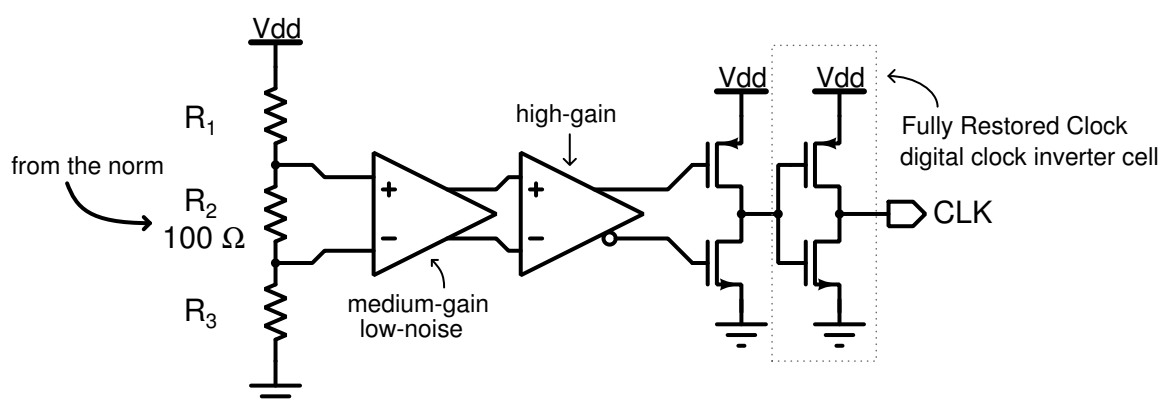 Vdd
R1
from the norm
R2
100 Ω
R3
+
−
medium-gain
low-noise
high-gain
+
−
Vdd
Vdd
Fully Restored Clock
digital clock inverter cell
CLK